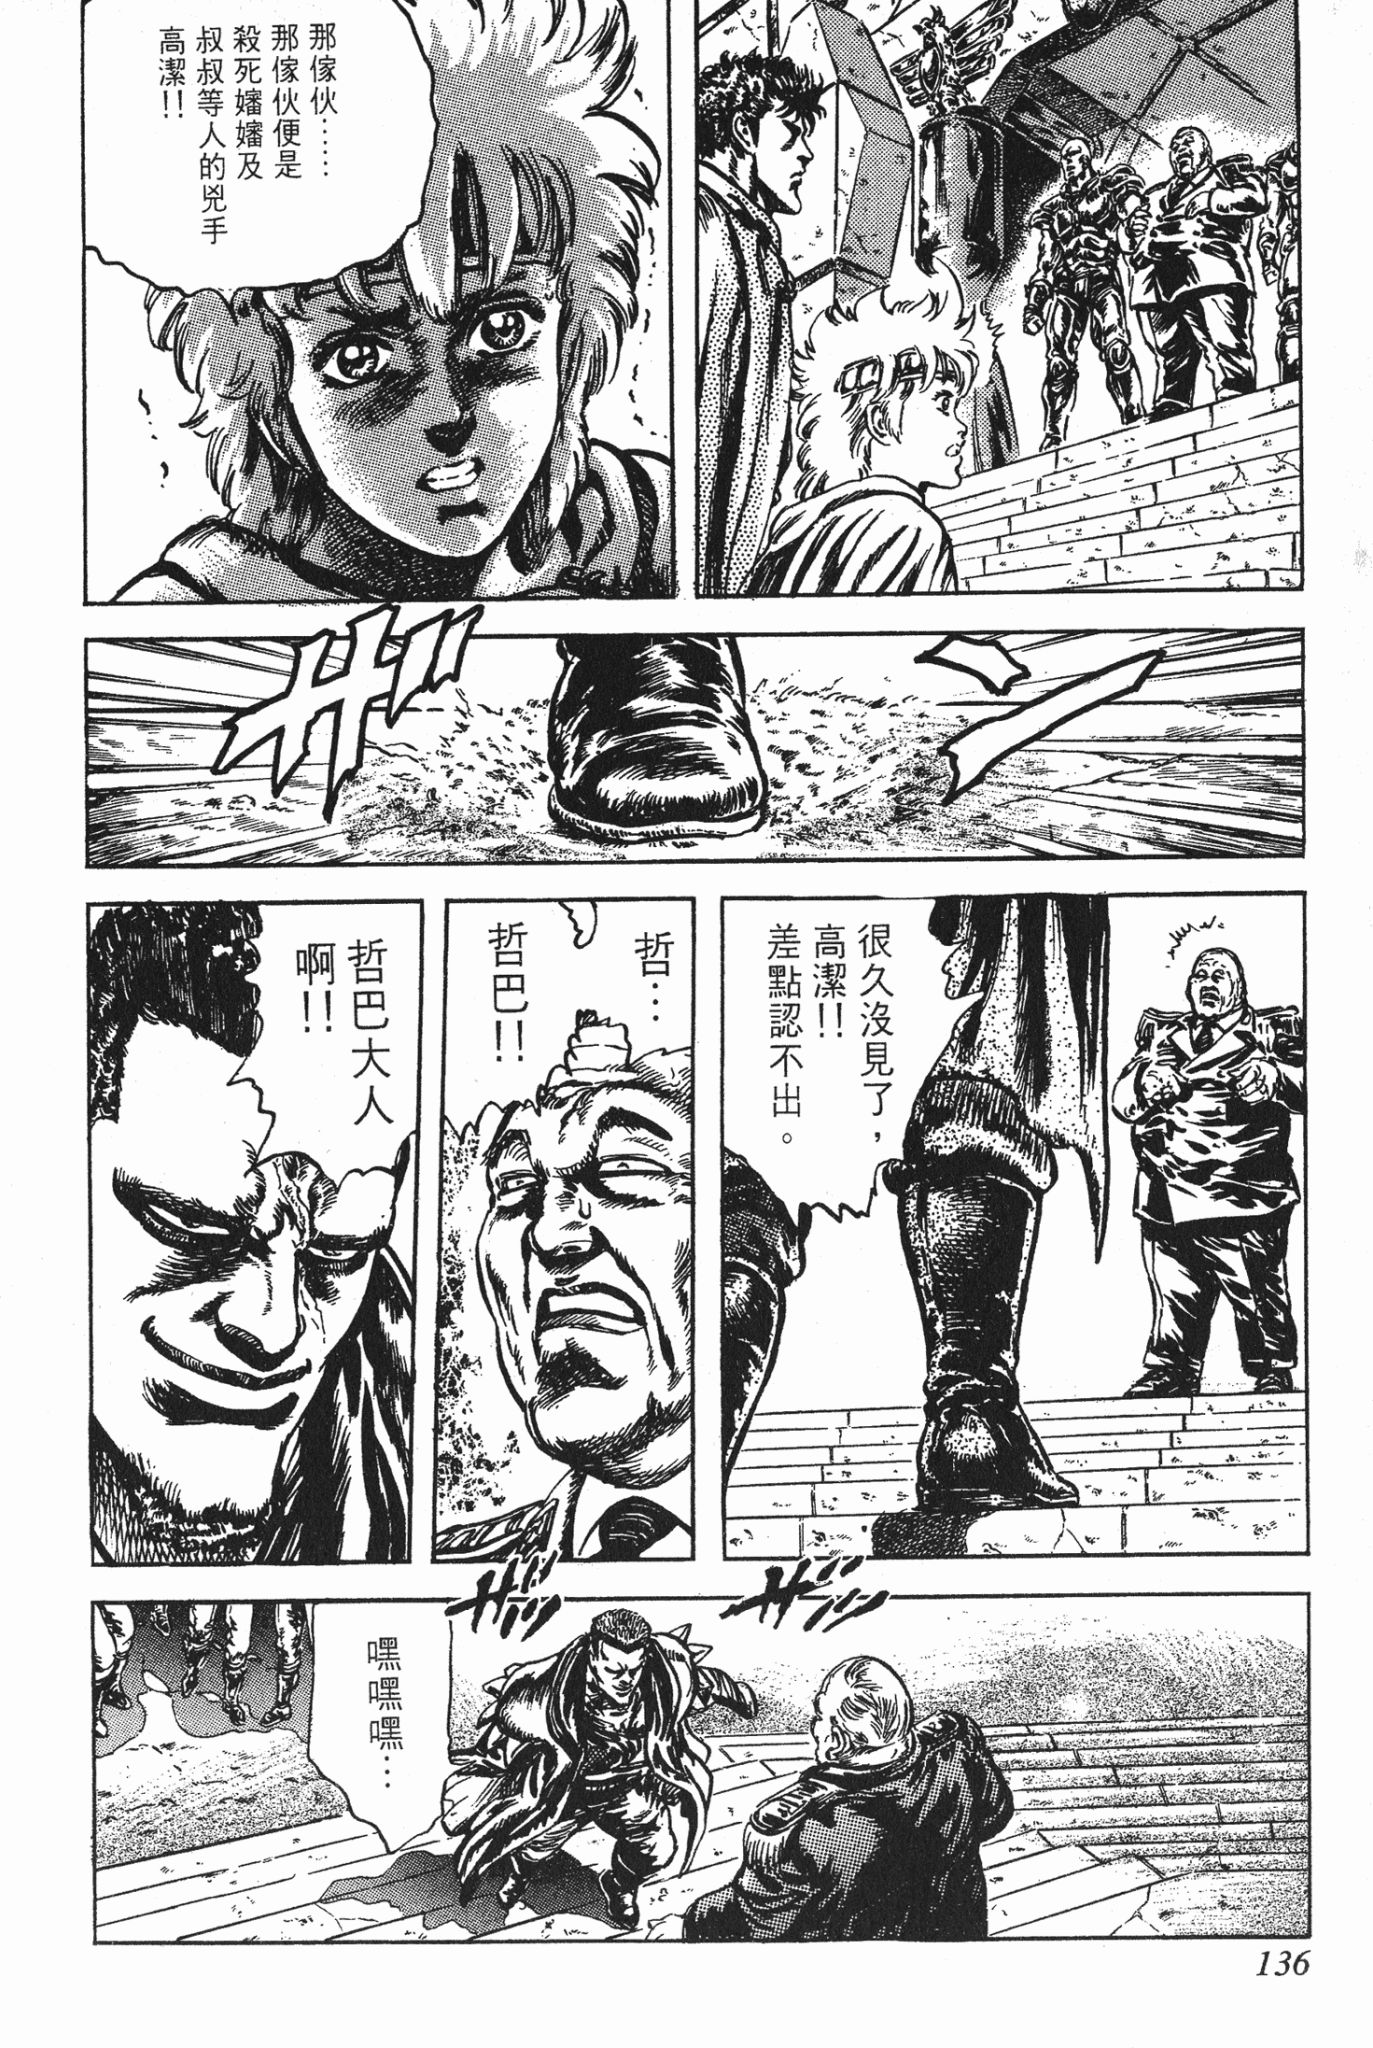 那傢伙……
那傢伙便是
殺死嬸嬸及
叔叔等人的兇手
高潔!!
ザッ
ン
很久沒見了，
高潔!!
差點認不出。
哲…
哲巴!!
哲巴大人
啊!!
ザッ
ザッ
嘿嘿嘿…
136